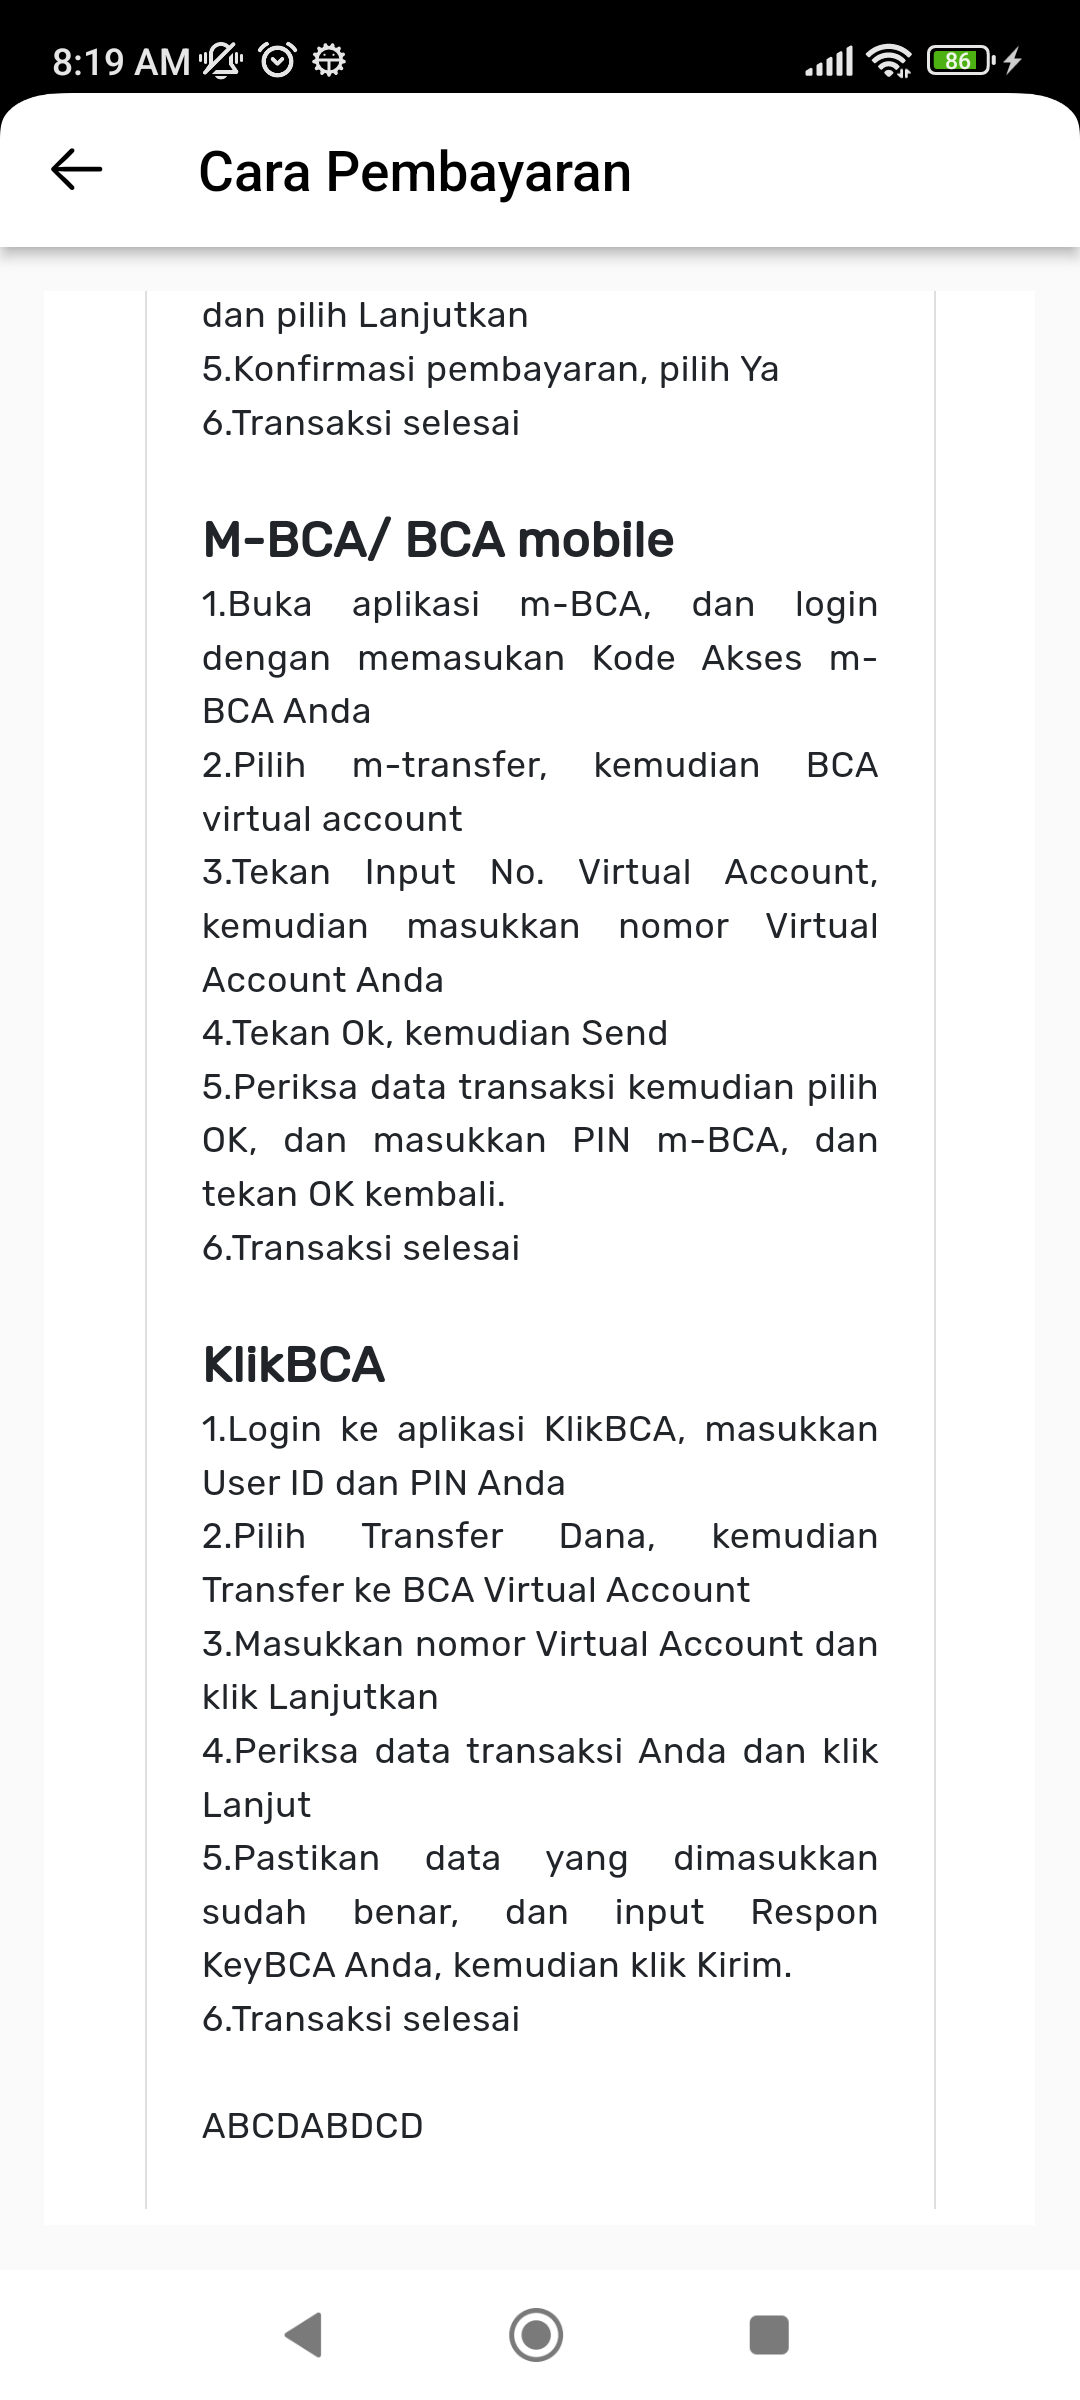 8:19 AM
86
Cara Pembayaran
dan pilih Lanjutkan
5.Konfirmasi pembayaran, pilih Ya
6.Transaksi selesai
M-BCA/ BCA mobile
1.Buka aplikasi m-BCA, dan login
dengan memasukan Kode Akses m-
BCA Anda
2.Pilih m-transfer, kemudian BCA
virtual account
3.Tekan Input No. Virtual Account,
kemudian masukkan nomor Virtual
Account Anda
4.Tekan Ok, kemudian Send
5.Periksa data transaksi kemudian pilih
OK, dan masukkan PIN m-BCA, dan
tekan OK kembali.
6.Transaksi selesai
KlikBCA
1.Login ke aplikasi KlikBCA, masukkan
User ID dan PIN Anda
2.Pilih Transfer Dana, kemudian
Transfer ke BCA Virtual Account
3.Masukkan nomor Virtual Account dan
klik Lanjutkan
4.Periksa data transaksi Anda dan klik
Lanjut
5.Pastikan data yang dimasukkan
sudah benar, dan input Respon
KeyBCA Anda, kemudian klik Kirim.
6.Transaksi selesai
ABCDABDCD